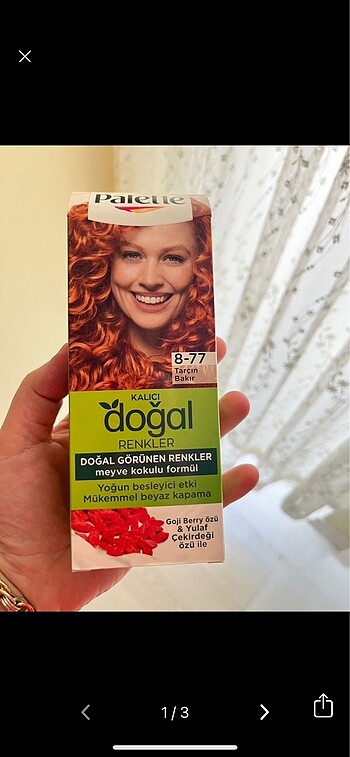 Palette
8-77
Tarçın
Bakır
KALICI
doğal
RENKLER
DOĞAL GÖRÜNEN RENKLER
meyve kokulu formül
Yoğun besleyici etki
Mükemmel beyaz kapama
Goji Berry özü
& Yulaf
Çekirdeği
özü ile
1/3